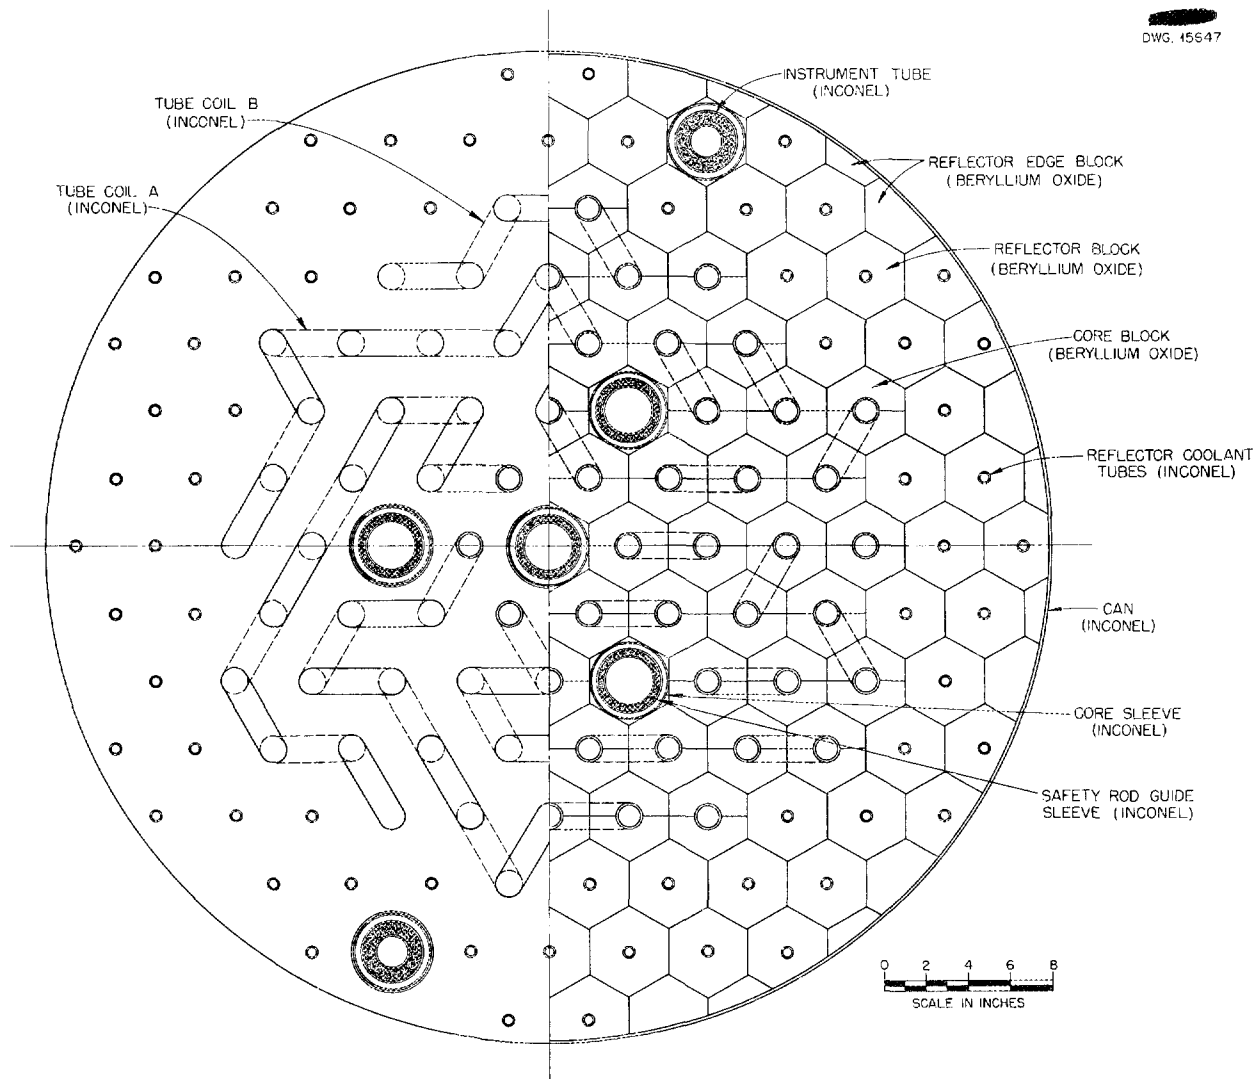 DWG. 15647
INSTRUMENT TUBE
(INCONEL)
TUBE COIL B
(INCONEL)
TUBE COIL A
(INCONEL)
REFLECTOR EDGE BLOCK
(BERYLLIUM OXIDE)
REFLECTOR BLOCK
(BERYLLIUM OXIDE)
CORE BLOCK
(BERYLLIUM OXIDE)
REFLECTOR COOLANT
TUBES (INCONEL)
CAN
(INCONEL)
CORE SLEEVE
(INCONEL)
SAFETY ROD GUIDE
SLEEVE (INCONEL)
0 2 4 6 8
SCALE IN INCHES